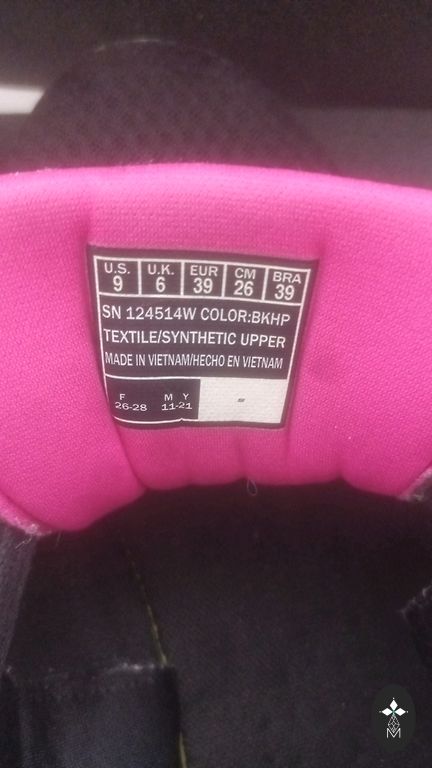 U.S. U.K. EUR CM BRA
9 6 39 26 39
SN 124514W COLOR:BKHP
TEXTILE/SYNTHETIC UPPER
MADE IN VIETNAM/HECHO EN VIETNAM
F M Y
26-28 11-21
M